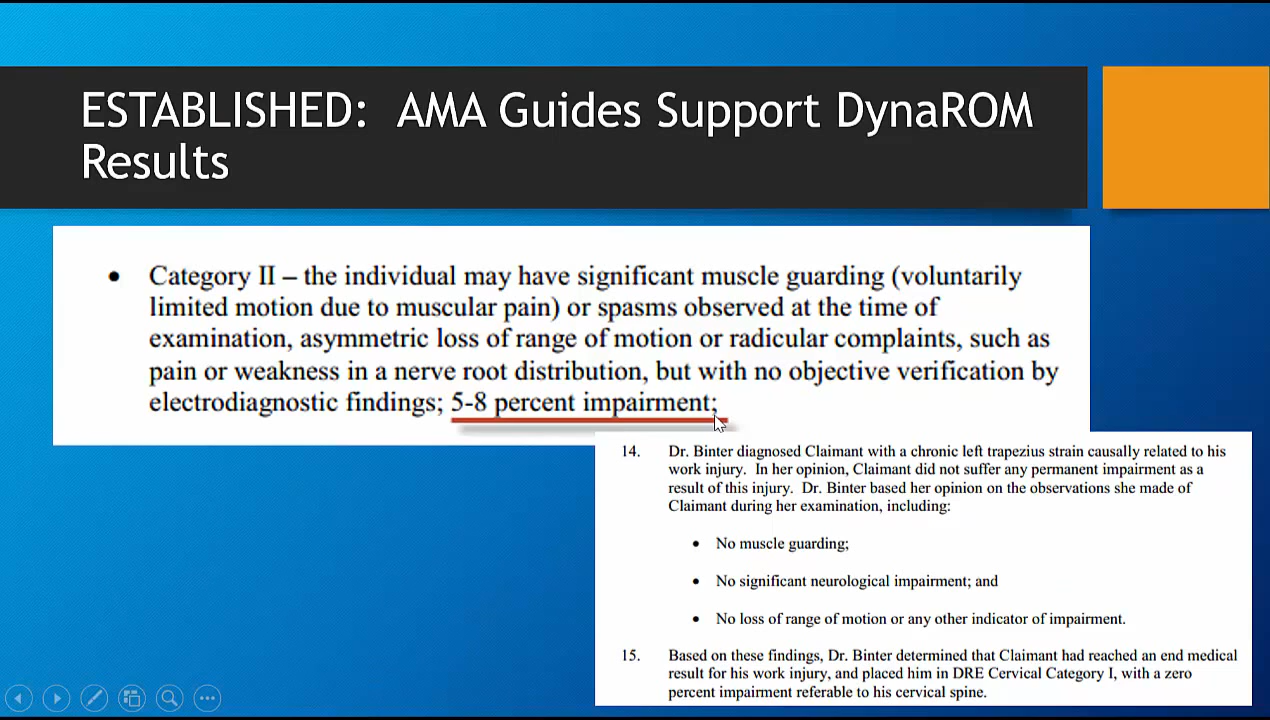 ESTABLISHED:  AMA Guides Support DynaROM
Results
• Category II – the individual may have significant muscle guarding (voluntarily
limited motion due to muscular pain) or spasms observed at the time of
examination, asymmetric loss of range of motion or radicular complaints, such as
pain or weakness in a nerve root distribution, but with no objective verification by
electrodiagnostic findings; 5-8 percent impairment;
14. Dr. Binter diagnosed Claimant with a chronic left trapezius strain causally related to his
work injury.  In her opinion, Claimant did not suffer any permanent impairment as a
result of this injury.  Dr. Binter based her opinion on the observations she made of
Claimant during her examination, including:
• No muscle guarding;
• No significant neurological impairment; and
• No loss of range of motion or any other indicator of impairment.
15. Based on these findings, Dr. Binter determined that Claimant had reached an end medical
result for his work injury, and placed him in DRE Cervical Category I, with a zero
percent impairment referable to his cervical spine.